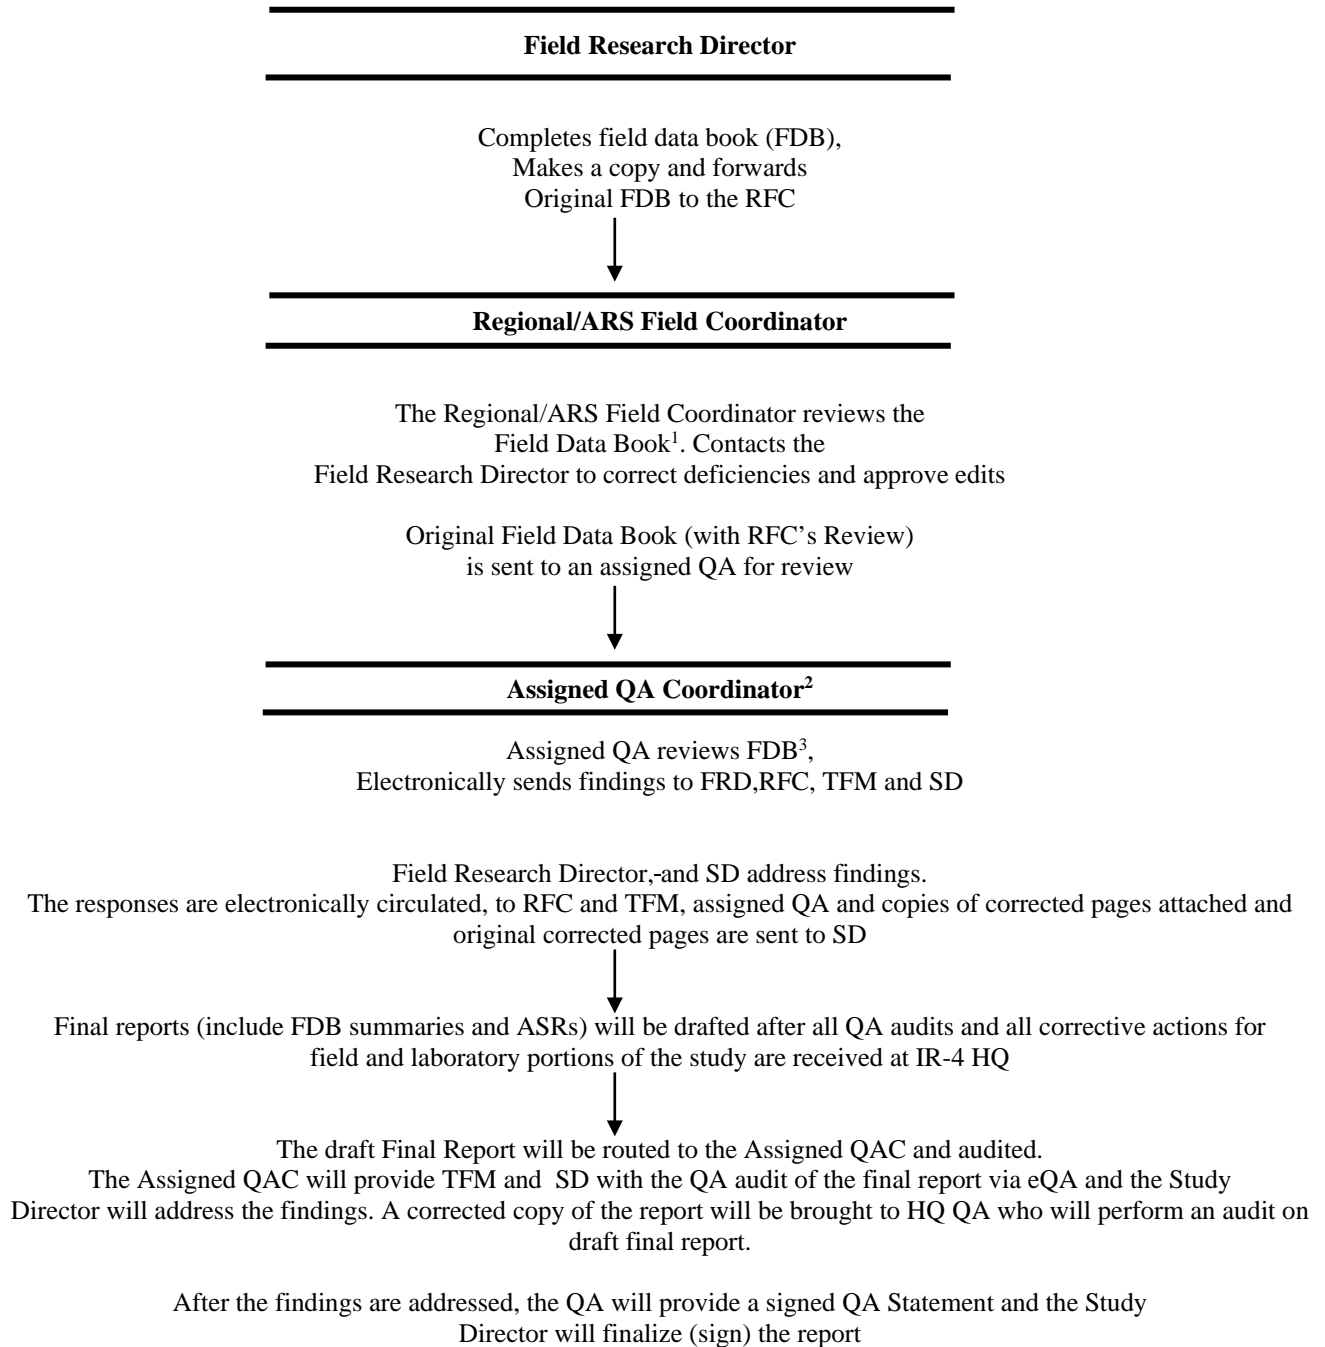 Field Research Director
Completes field data book (FDB),
Makes a copy and forwards
Original FDB to the RFC
Regional/ARS Field Coordinator
The Regional/ARS Field Coordinator reviews the
Field Data Book¹. Contacts the
Field Research Director to correct deficiencies and approve edits
Original Field Data Book (with RFC’s Review)
is sent to an assigned QA for review
Assigned QA Coordinator²
Assigned QA reviews FDB³,
Electronically sends findings to FRD,RFC, TFM and SD
Field Research Director,-and SD address findings.
The responses are electronically circulated, to RFC and TFM, assigned QA and copies of corrected pages attached and
original corrected pages are sent to SD
Final reports (include FDB summaries and ASRs) will be drafted after all QA audits and all corrective actions for
field and laboratory portions of the study are received at IR-4 HQ
The draft Final Report will be routed to the Assigned QAC and audited.
The Assigned QAC will provide TFM and  SD with the QA audit of the final report via eQA and the Study
Director will address the findings. A corrected copy of the report will be brought to HQ QA who will perform an audit on
draft final report.
After the findings are addressed, the QA will provide a signed QA Statement and the Study
Director will finalize (sign) the report